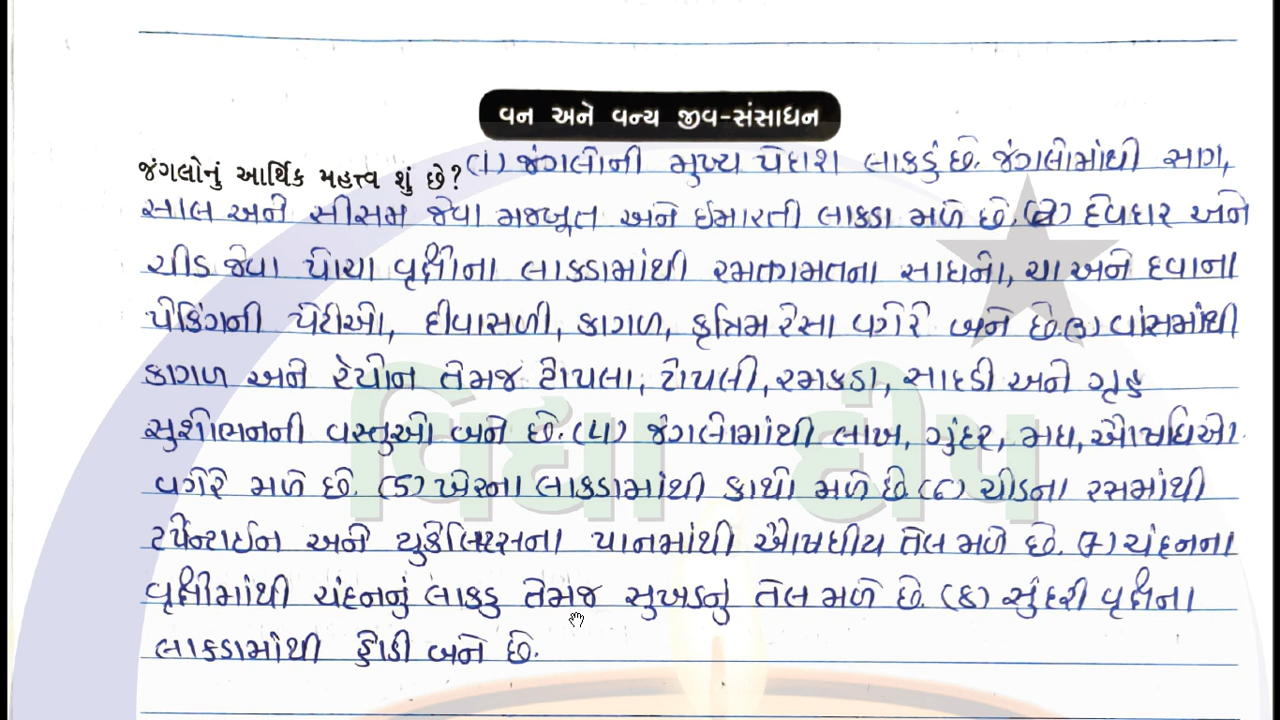 વન અને વન્ય જીવ-સંસાધન
જંગલોનું આર્થિક મહત્ત્વ શું છે? (1) જંગલોની મુખ્ય પેદાશ લાકડું છે. જંગલોમાંથી સાગ,
સાલ અને સીસમ જેવા મજબૂત અને ઈમારતી લાકડા મળે છે. (2) દેવદાર અને
ચીડ જેવા પોચા વૃક્ષોના લાકડામાંથી રમતગમતના સાધનો, ચા અને દવાના
પેકિંગની પેટીઓ, દીવાસળી, કાગળ, કૃત્રિમ રેસા વગેરે બને છે. (3) વાંસમાંથી
કાગળ અને રેયોન તેમજ ટોપલા, ટોપલી, રમકડા, સાદડી અને ગૃહ
સુશોભનની વસ્તુઓ બને છે. (4) જંગલોમાંથી લાખ, ગુંદર, મધ, ઔષધિઓ
વગેરે મળે છે. (5) ખેરના લાકડામાંથી કાથો મળે છે. (6) ચીડના રસમાંથી
ટર્પેન્ટાઈન અને યુકેલિપ્ટસના પાનમાંથી ઔષધીય તેલ મળે છે. (7) ચંદનના
વૃક્ષોમાંથી ચંદનનું લાકડુ તેમજ સુખડનું તેલ મળે છે. (8) સુંદરી વૃક્ષના
લાકડામાંથી હોડી બને છે.
વિદ્યા દીપ